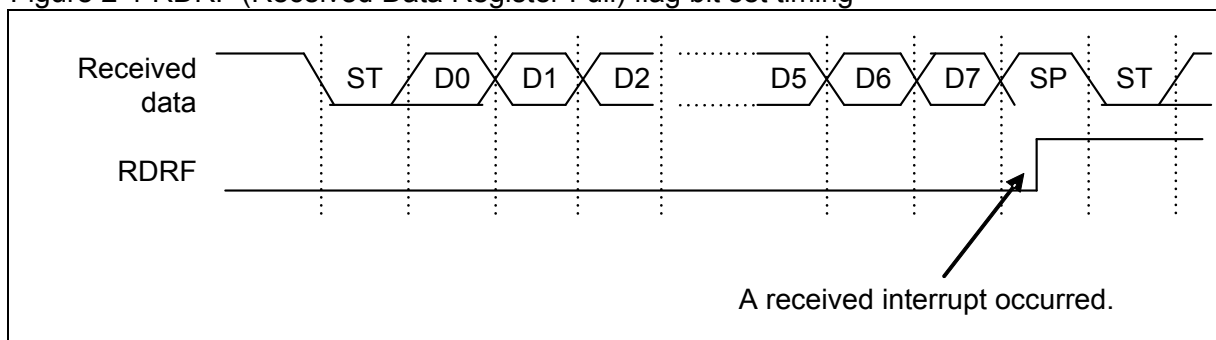 Figure 2-1 RDRF (Received Data Register Full) flag bit set timing
Received data
ST D0 D1 D2 D5 D6 D7 SP ST
RDRF
A received interrupt occurred.